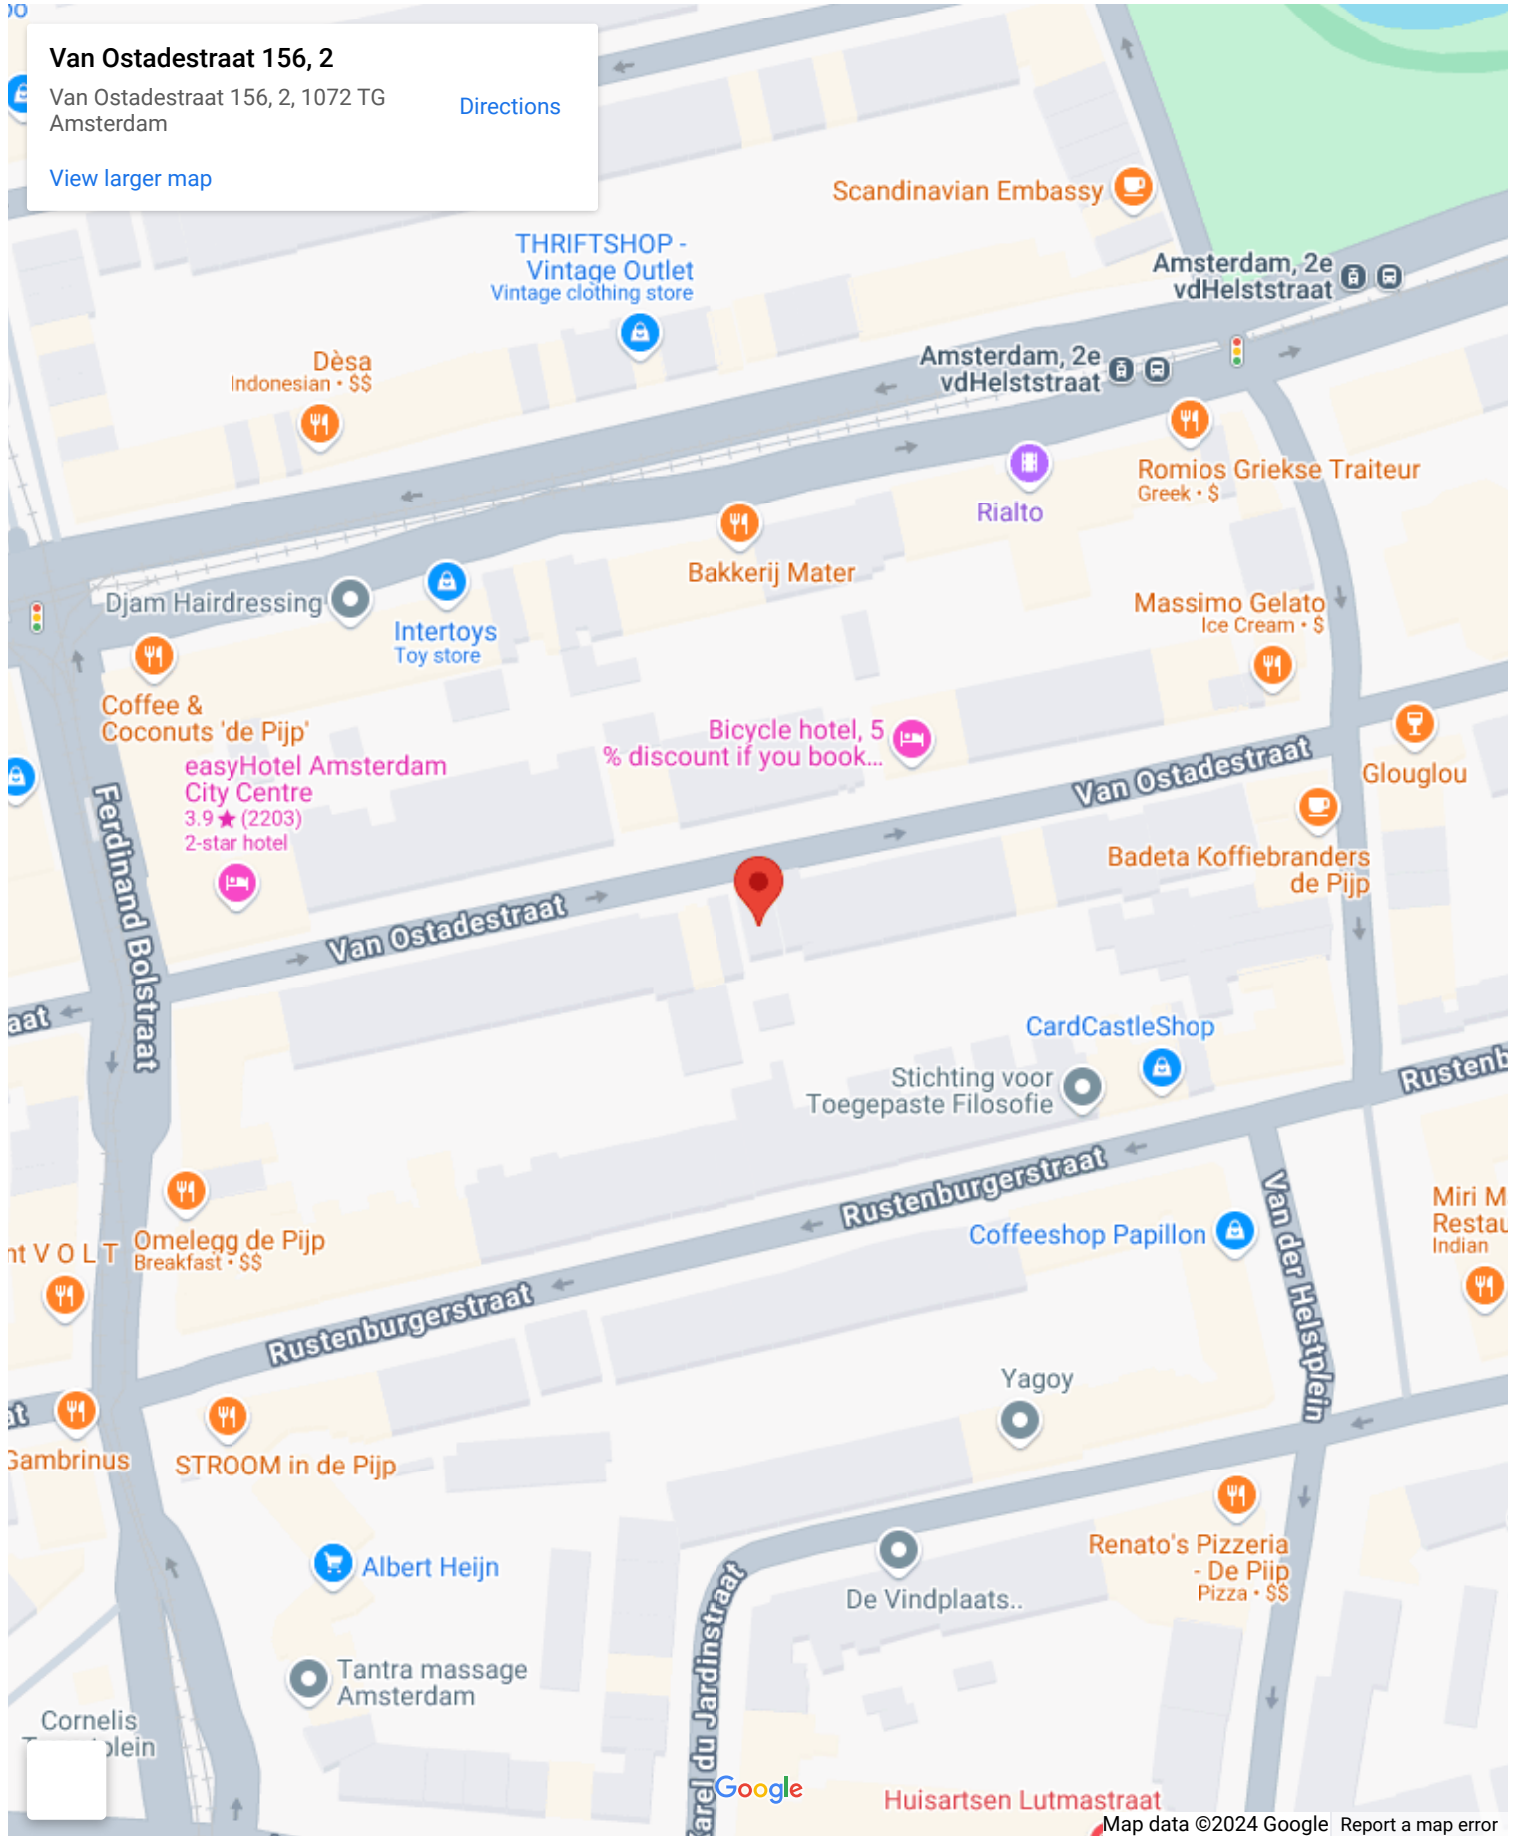 Van Ostadestraat 156, 2
Van Ostadestraat 156, 2, 1072 TG
Amsterdam
Directions
View larger map
Scandinavian Embassy
THRIFTSHOP -
Vintage Outlet
Vintage clothing store
Amsterdam, 2e
vdHelststraat
Amsterdam, 2e
vdHelststraat
Dèsa
Indonesian • $$
Romios Griekse Traiteur
Greek • $
Rialto
Bakkerij Mater
Djam Hairdressing
Intertoys
Toy store
Massimo Gelato
Ice Cream • $
Coffee &
Coconuts 'de Pijp'
Bicycle hotel, 5
% discount if you book...
easyHotel Amsterdam
City Centre
3.9★(2203)
2-star hotel
Van Ostadestraat
Glouglou
Ferdinand Bolstraat
Badeta Koffiebranders
de Pijp
Van Ostadestraat
aat
CardCastleShop
Stichting voor
Toegepaste Filosofie
Rustenb
Rustenburgerstraat
Van der Helstplein
Miri M
Restau
Indian
Coffeeshop Papillon
Omelegg de Pijp
Breakfast • $$
nt V O L T
Rustenburgerstraat
Yagoy
at
Gambrinus
STROOM in de Pijp
Renato's Pizzeria
- De Pijp
Pizza • $$
Albert Heijn
De Vindplaats..
Karel du Jardinstraat
Tantra massage
Amsterdam
Cornelis
T plein
Google
Huisartsen Lutmastraat
Map data ©2024 Google
Report a map error